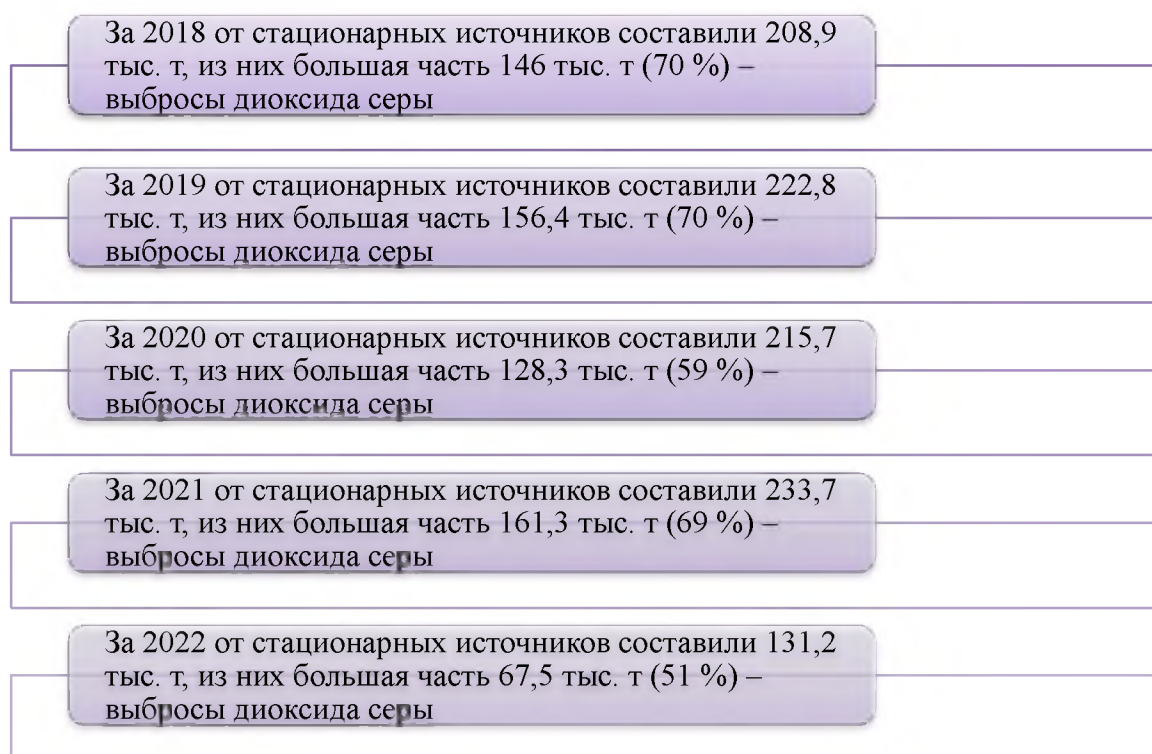 За 2018 от стационарных источников составили 208,9
тыс. т, из них большая часть 146 тыс. т (70 %) –
выбросы диоксида серы
За 2019 от стационарных источников составили 222,8
тыс. т, из них большая часть 156,4 тыс. т (70 %) –
выбросы диоксида серы
За 2020 от стационарных источников составили 215,7
тыс. т, из них большая часть 128,3 тыс. т (59 %) –
выбросы диоксида серы
За 2021 от стационарных источников составили 233,7
тыс. т, из них большая часть 161,3 тыс. т (69 %) –
выбросы диоксида серы
За 2022 от стационарных источников составили 131,2
тыс. т, из них большая часть 67,5 тыс. т (51 %) –
выбросы диоксида серы